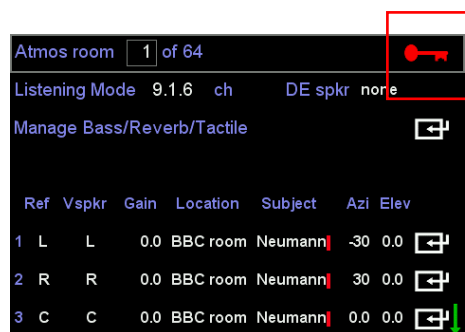 Atmos room 1 of 64
Listening Mode 9.1.6 ch DE spkr none
Manage Bass/Reverb/Tactile
Ref Vspkr Gain Location Subject Azi Elev
1 L L 0.0 BBC room Neumann -30 0.0
2 R R 0.0 BBC room Neumann 30 0.0
3 C C 0.0 BBC room Neumann 0.0 0.0